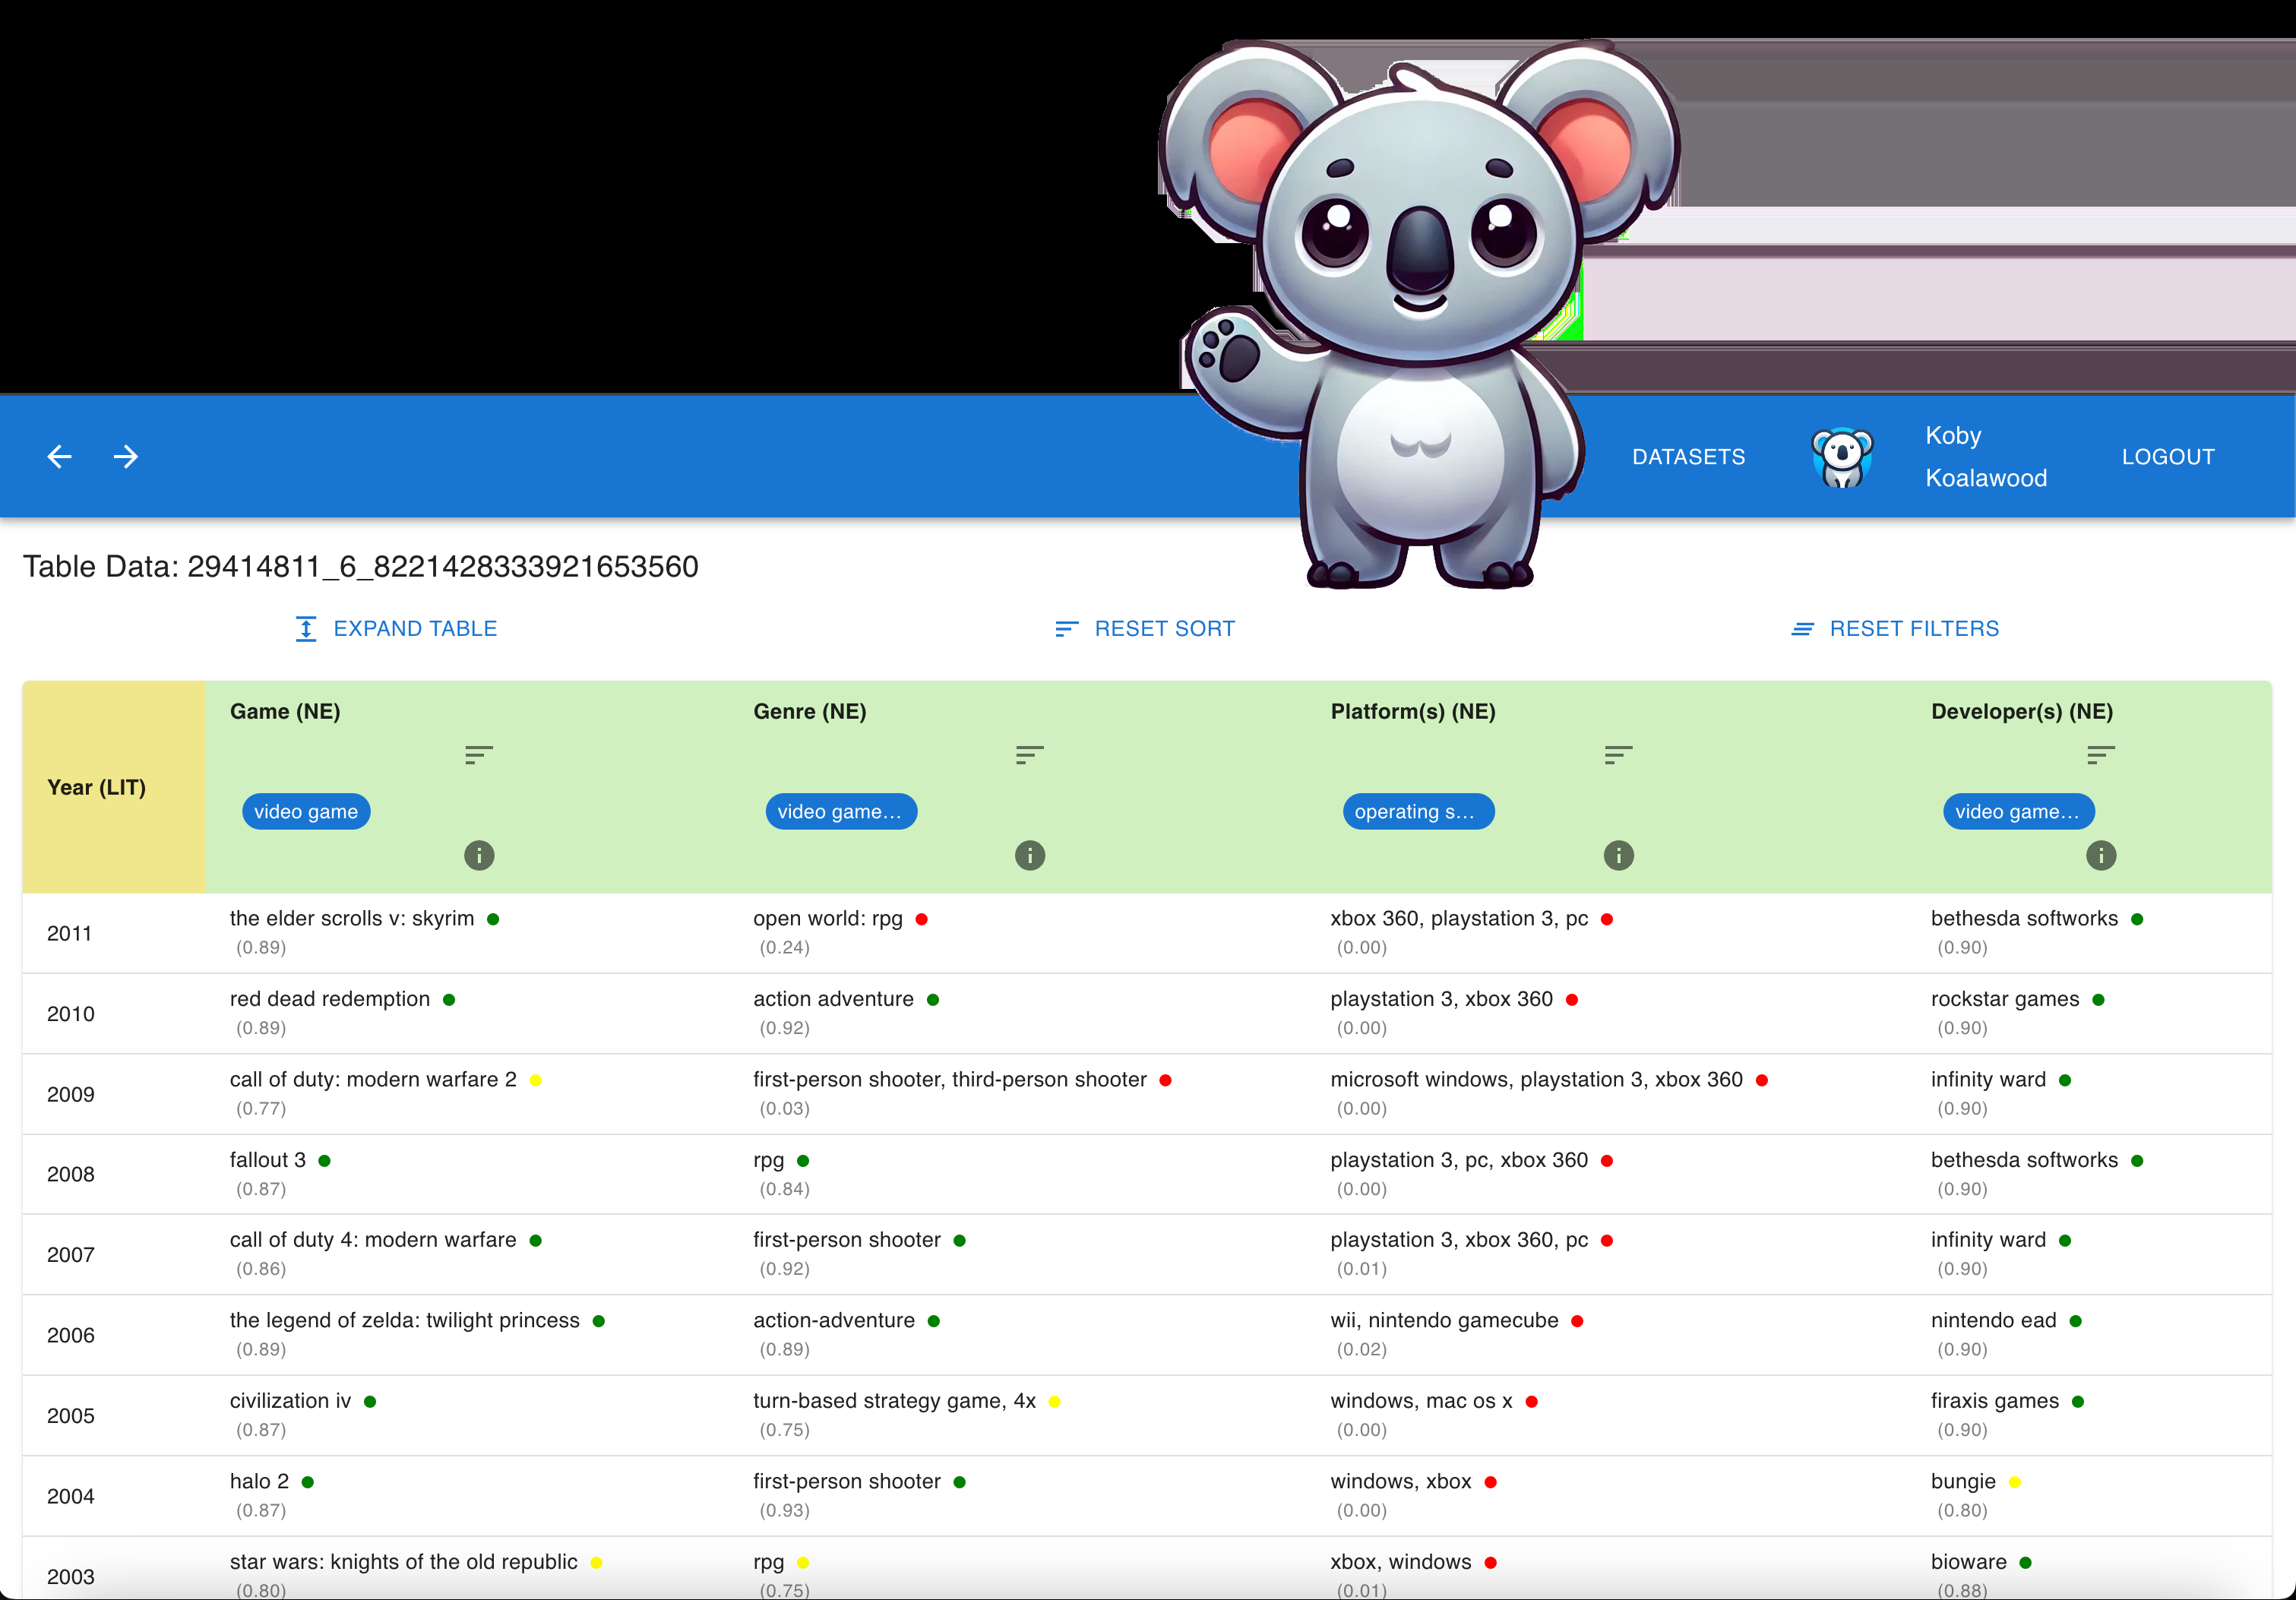 DATASETS
Koby
Koalawood
LOGOUT
Table Data: 29414811_6_8221428333921653560
EXPAND TABLE
RESET SORT
RESET FILTERS
Year (LIT)
Game (NE)
Genre (NE)
Platform(s) (NE)
Developer(s) (NE)
video game
video game...
operating s...
video game...
2011
the elder scrolls v: skyrim
(0.89)
open world: rpg
(0.24)
xbox 360, playstation 3, pc
(0.00)
bethesda softworks
(0.90)
2010
red dead redemption
(0.89)
action adventure
(0.92)
playstation 3, xbox 360
(0.00)
rockstar games
(0.90)
2009
call of duty: modern warfare 2
(0.77)
first-person shooter, third-person shooter
(0.03)
microsoft windows, playstation 3, xbox 360
(0.00)
infinity ward
(0.90)
2008
fallout 3
(0.87)
rpg
(0.84)
playstation 3, pc, xbox 360
(0.00)
bethesda softworks
(0.90)
2007
call of duty 4: modern warfare
(0.86)
first-person shooter
(0.92)
playstation 3, xbox 360, pc
(0.01)
infinity ward
(0.90)
2006
the legend of zelda: twilight princess
(0.89)
action-adventure
(0.89)
wii, nintendo gamecube
(0.02)
nintendo ead
(0.90)
2005
civilization iv
(0.87)
turn-based strategy game, 4x
(0.75)
windows, mac os x
(0.00)
firaxis games
(0.90)
2004
halo 2
(0.87)
first-person shooter
(0.93)
windows, xbox
(0.00)
bungie
(0.80)
2003
star wars: knights of the old republic
(0.80)
rpg
(0.75)
xbox, windows
(0.01)
bioware
(0.88)